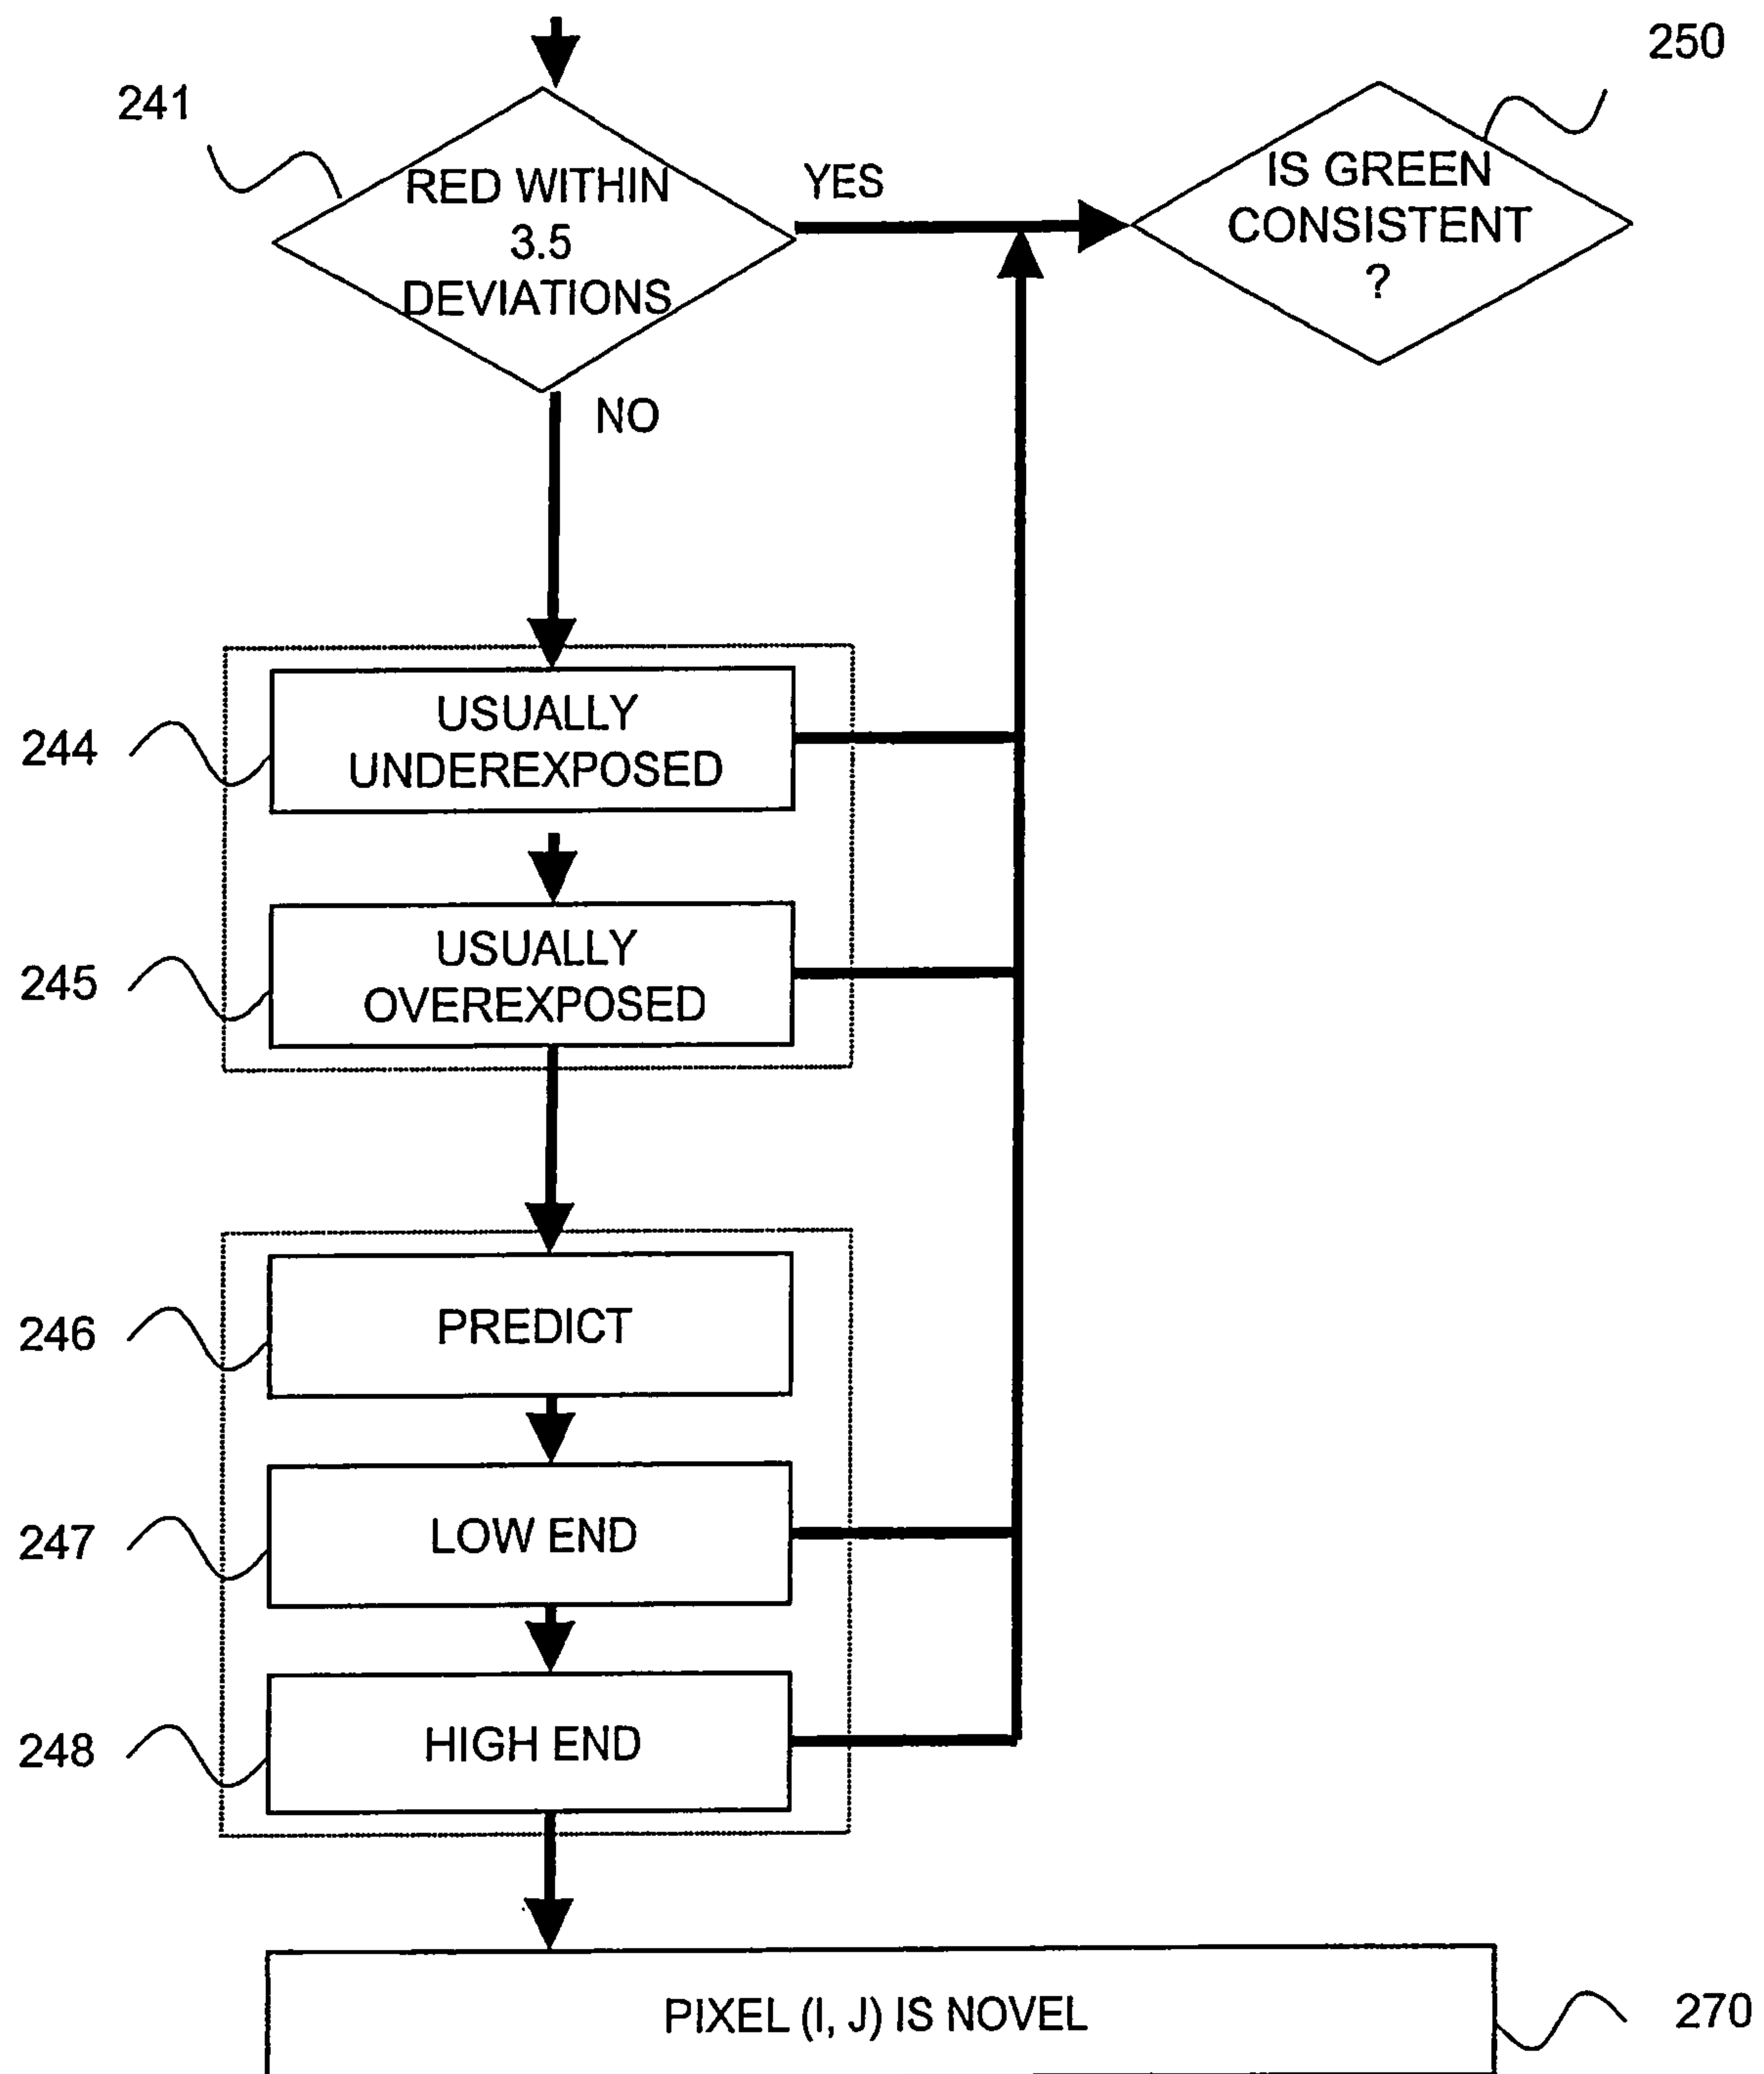 250
241
RED WITHIN
3.5
DEVIATIONS
YES
IS GREEN
CONSISTENT
?
NO
244
USUALLY
UNDEREXPOSED
245
USUALLY
OVEREXPOSED
246
PREDICT
247
LOW END
248
HIGH END
PIXEL (I, J) IS NOVEL
270